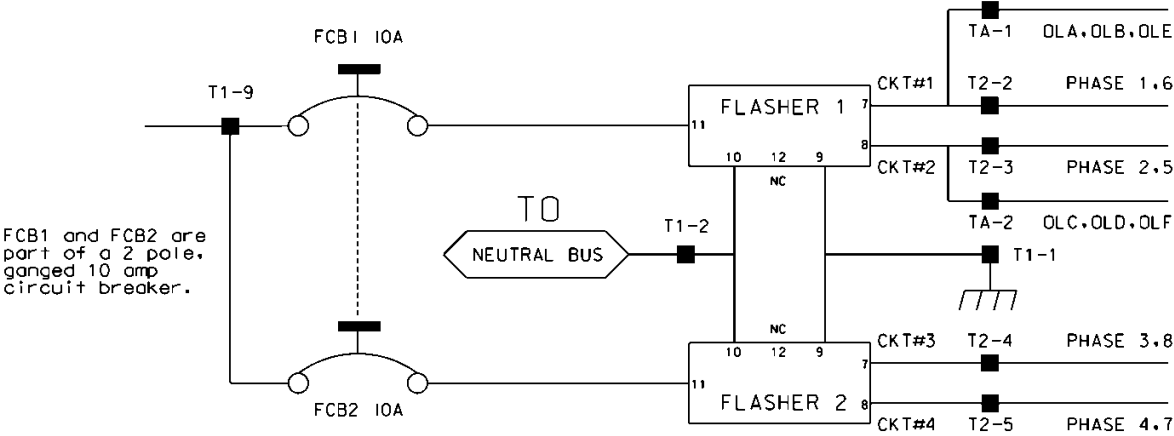 TA-1 OLA,OLB,OLE
FCB1 10A
T1-9
CKT#1 T2-2 PHASE 1,6
FLASHER 1
7
11
8
10 12 9
NC
CKT#2 T2-3 PHASE 2,5
TA-2 OLC,OLD,OLF
TO
NEUTRAL BUS
T1-2
T1-1
FCB1 and FCB2 are
part of a 2 pole,
ganged 10 amp
circuit breaker.
NC
10 12 9
CKT#3 T2-4 PHASE 3,8
7
11
FLASHER 2
8
FCB2 10A
CKT#4 T2-5 PHASE 4,7